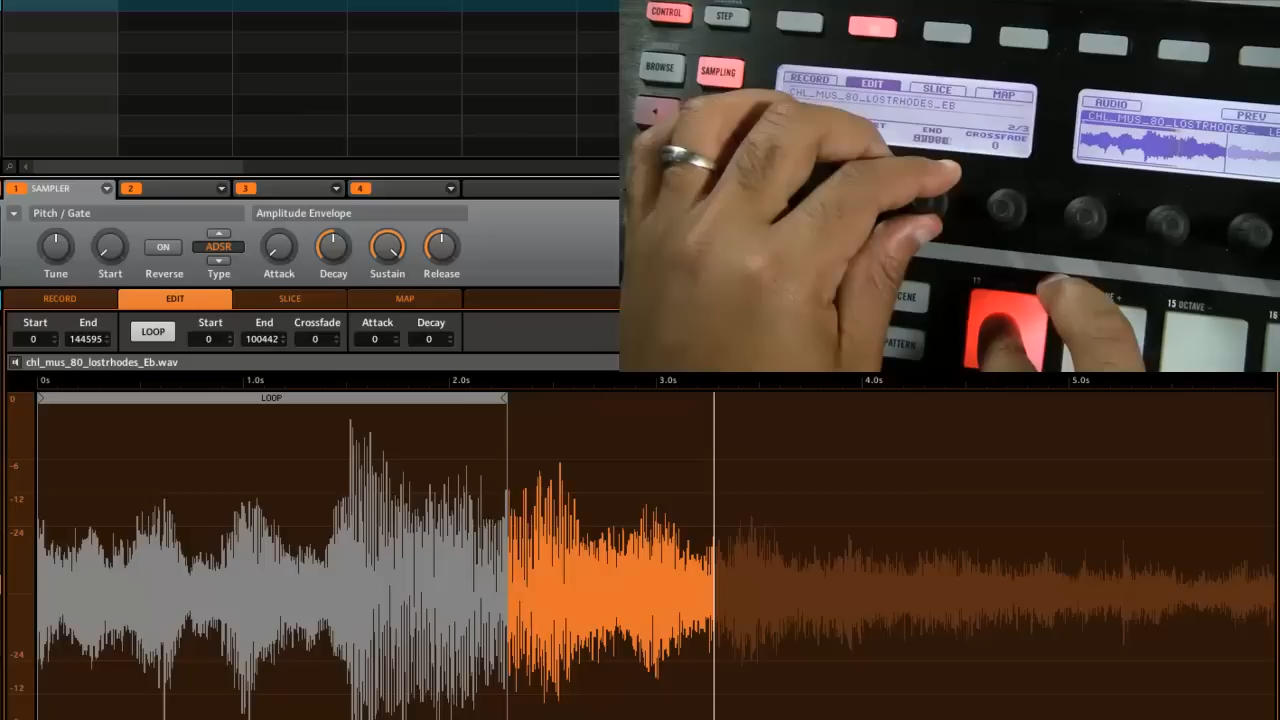 CONTROL
STEP
BROWSE
SAMPLING
RECORD EDIT SLICE MAP
CHL_MUS_80_LOSTRHODES_EB
END 2/3
CROSSFADE
0
AUDIO
PREV
CHL_MUS_80_LOSTRHODES_
15 OCTAVE -
16
PATTERN
1 SAMPLER 2 3 4
Pitch / Gate Amplitude Envelope
ON ADSR
Tune Start Reverse Type Attack Decay Sustain Release
RECORD EDIT SLICE MAP
Start End LOOP Start End Crossfade Attack Decay
0 144595 0 100442 0 0 0
chl_mus_80_lostrhodes_Eb.wav
0s 1.0s 2.0s 3.0s 4.0s 5.0s
LOOP
0
-6
-12
-24
-24
-12